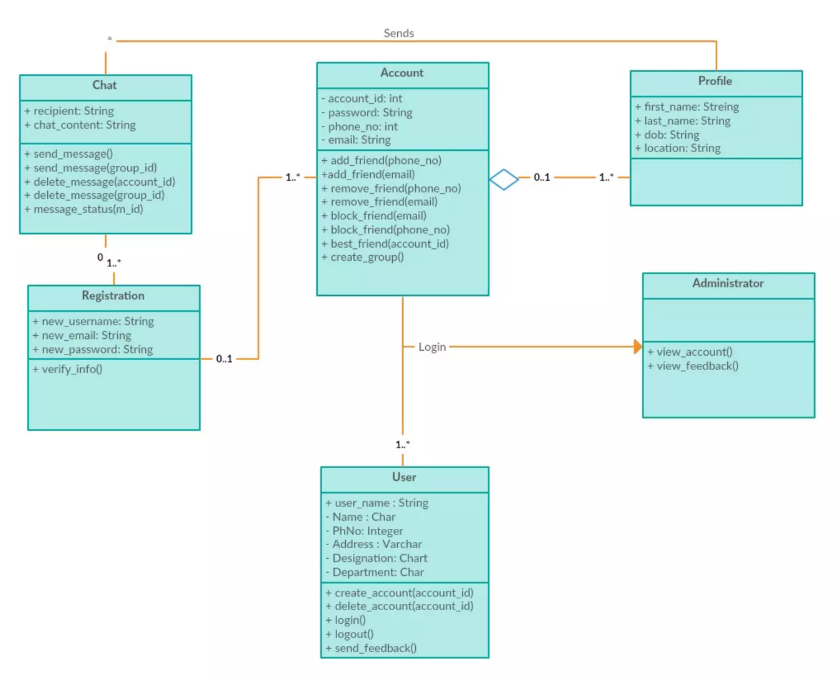 Sends
*
Chat
+ recipient: String
+ chat_content: String
+ send_message()
+ send_message(group_id)
+ delete_message(account_id)
+ delete_message(group_id)
+ message_status(m_id)
Account
- account_id: int
- password: String
- phone_no: int
- email: String
+ add_friend(phone_no)
+add_friend(email)
+ remove_friend(phone_no)
+ remove_friend(email)
+ block_friend(email)
+ block_friend(phone_no)
+ best_friend(account_id)
+ create_group()
Profile
+ first_name: Streing
+ last_name: String
+ dob: String
+ location: String
1..*
0..1
1..*
0
1..*
Registration
+ new_username: String
+ new_email: String
+ new_password: String
+ verify_info()
0..1
Login
Administrator
+ view_account()
+ view_feedback()
1..*
User
+ user_name : String
- Name : Char
- PhNo: Integer
- Address : Varchar
- Designation: Chart
- Department: Char
+ create_account(account_id)
+ delete_account(account_id)
+ login()
+ logout()
+ send_feedback()